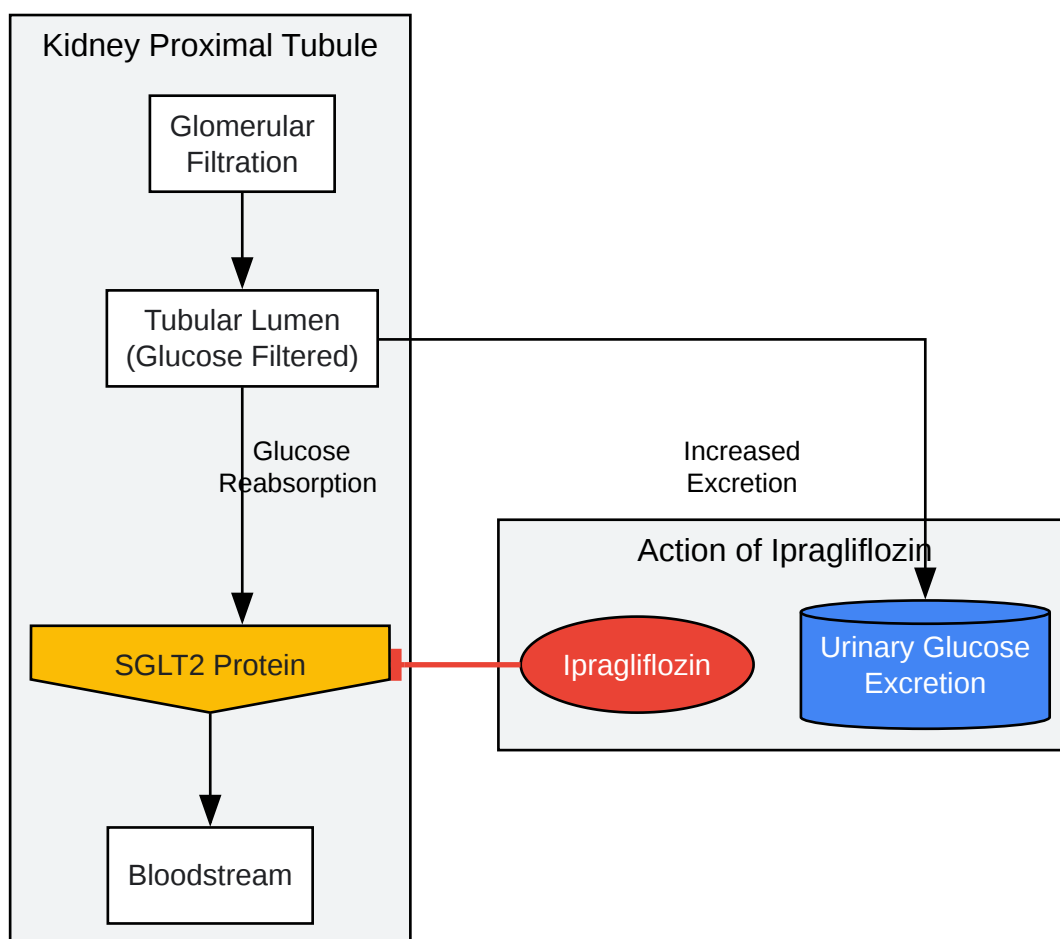 Kidney Proximal Tubule
Glomerular
Filtration
Tubular Lumen
(Glucose Filtered)
Glucose
Reabsorption
Increased
Excretion
Action of Ipragliflozin
SGLT2 Protein
Ipragliflozin
Urinary Glucose
Excretion
Bloodstream